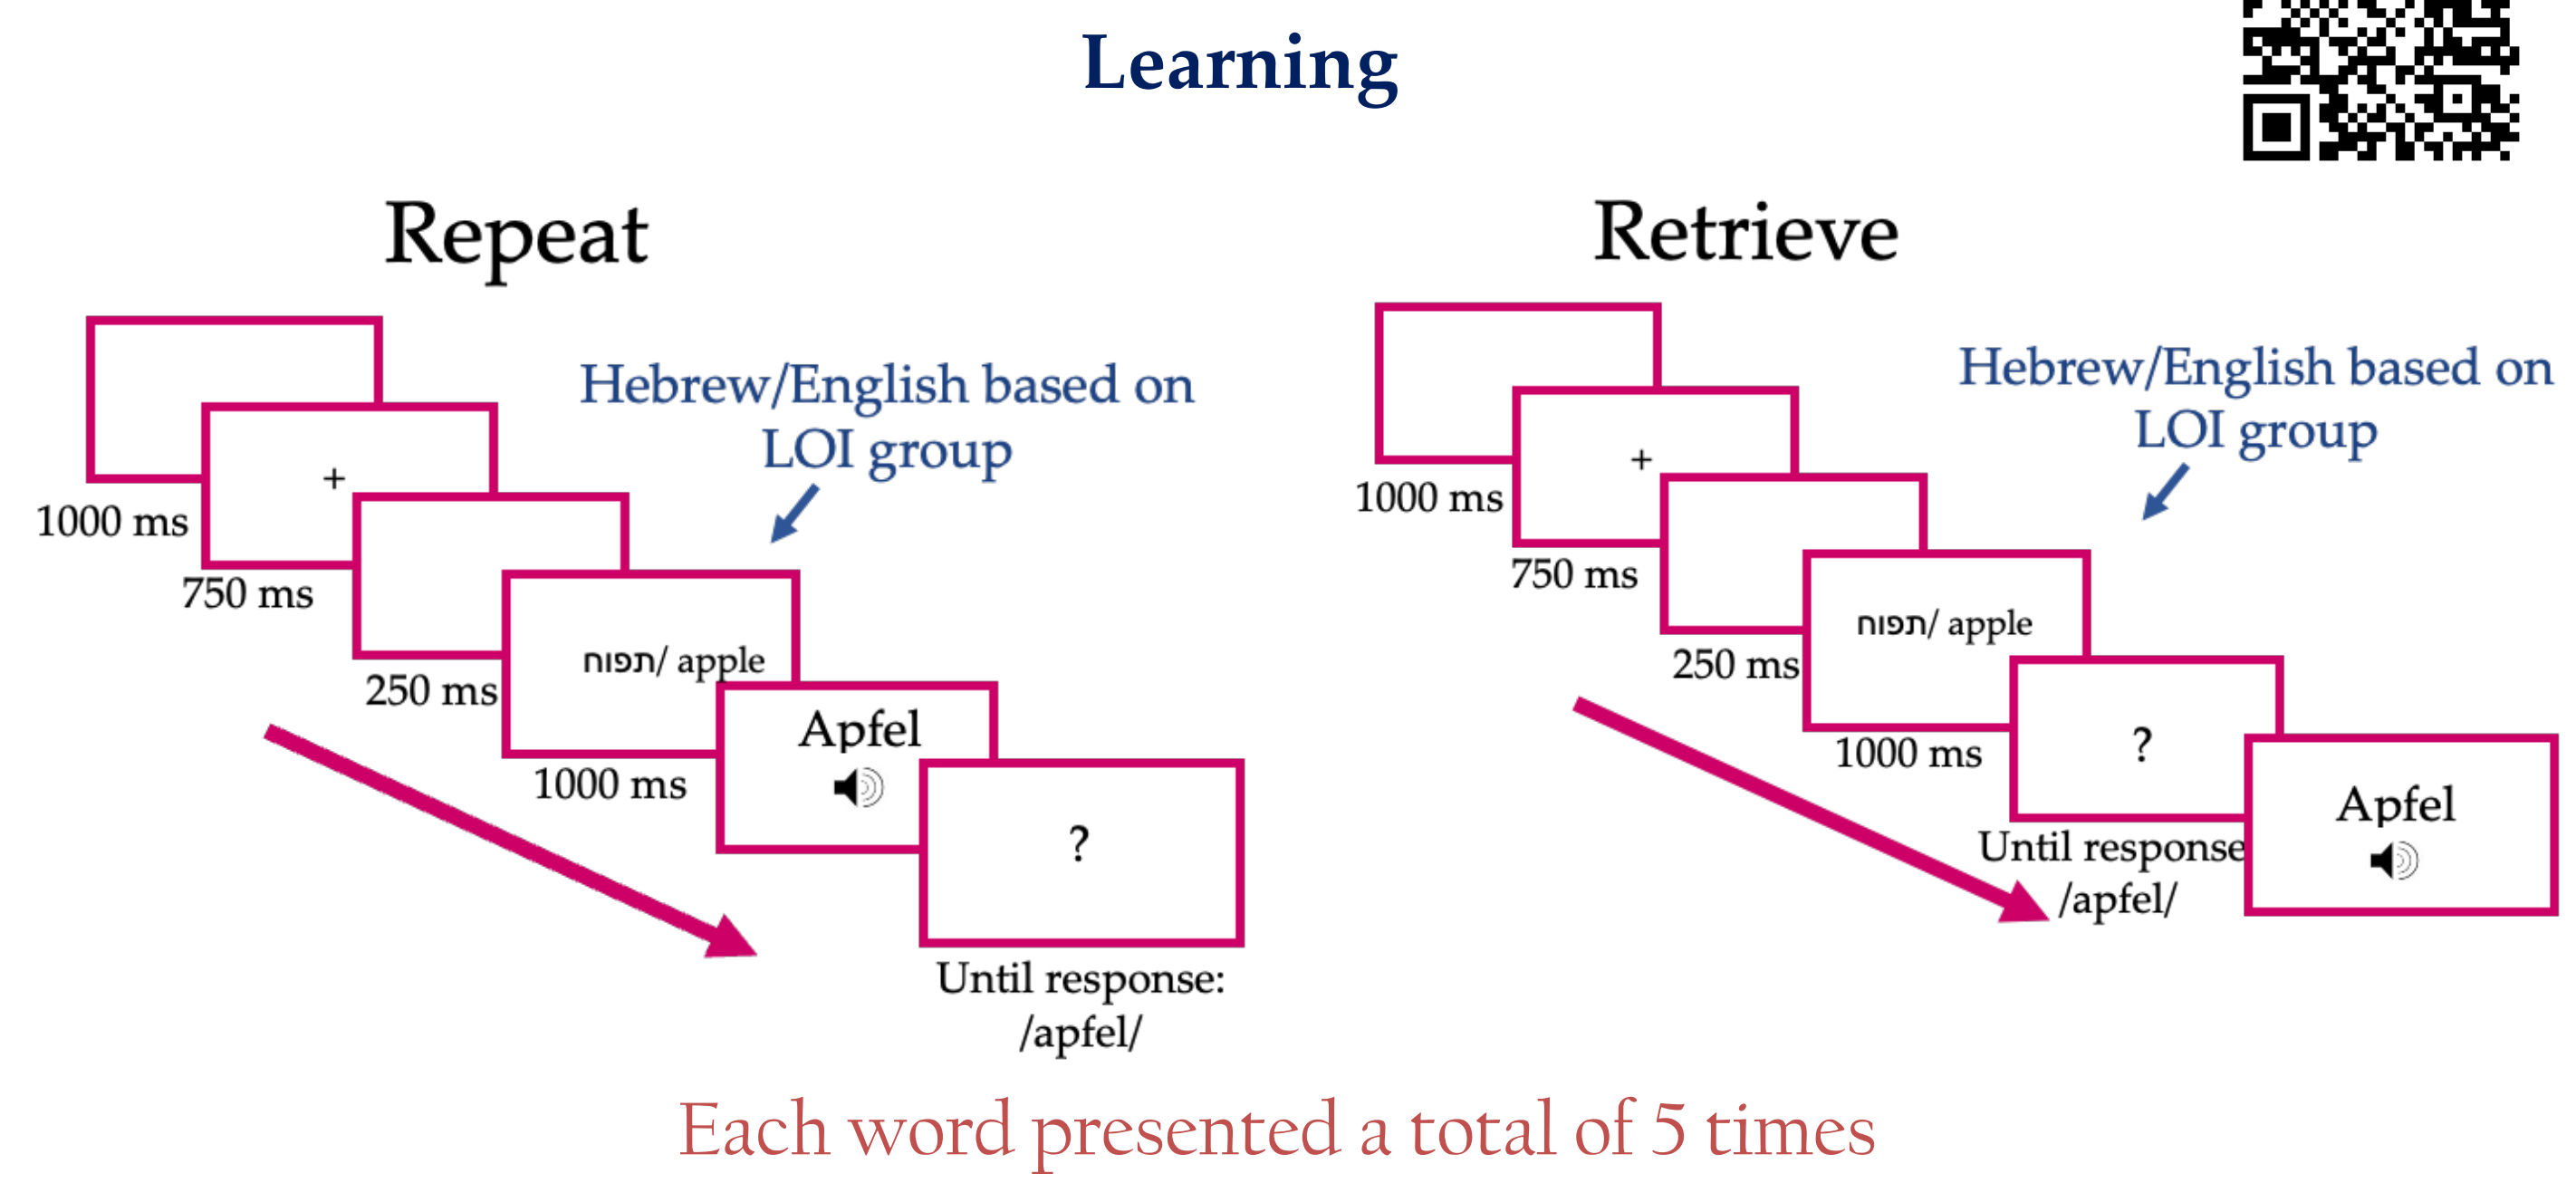 Learning
Repeat
Hebrew/English based on
LOI group
1000 ms
+
750 ms
250 ms
תפוח/ apple
1000 ms
Apfel
?
Until response:
/apfel/
Retrieve
Hebrew/English based on
LOI group
1000 ms
+
750 ms
250 ms
תפוח/ apple
1000 ms
?
Until response
/apfel/
Apfel
Each word presented a total of 5 times